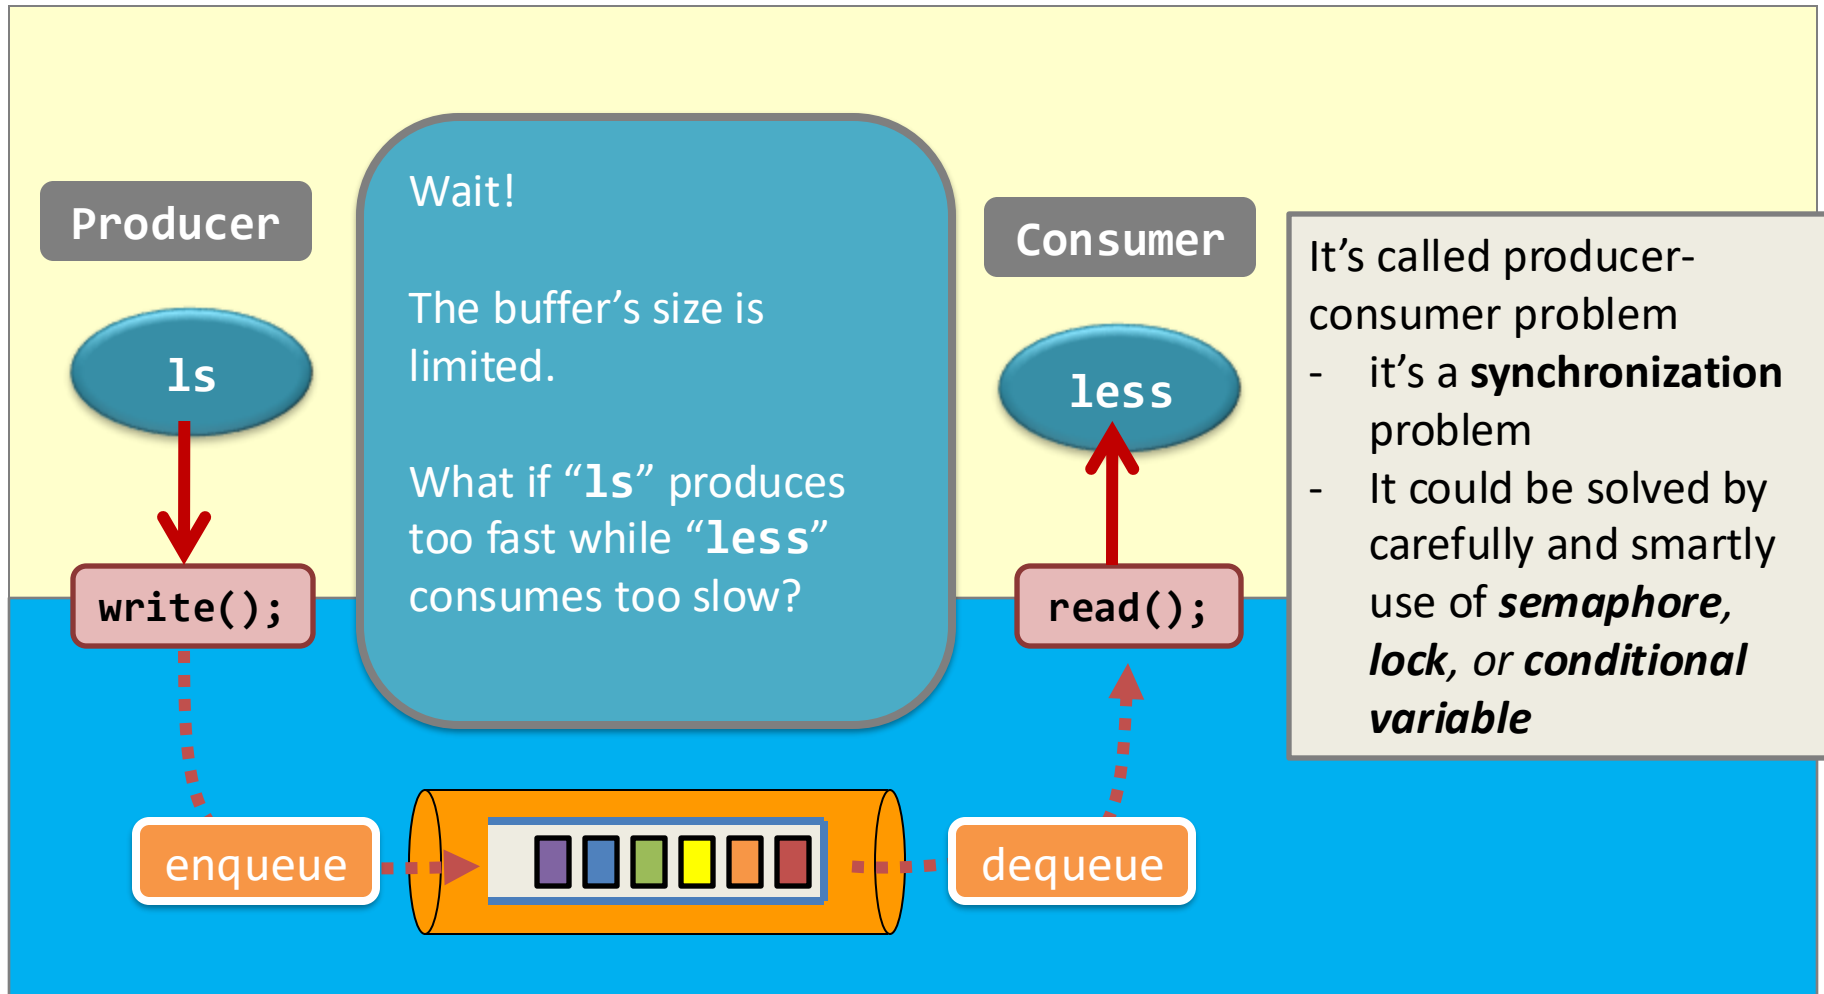 Producer
ls
write();
Wait!
The buffer’s size is
limited.
What if “ls” produces
too fast while “less”
consumes too slow?
Consumer
less
read();
It’s called producer-
consumer problem
- it’s a synchronization
problem
- It could be solved by
carefully and smartly
use of semaphore,
lock, or conditional
variable
enqueue
dequeue